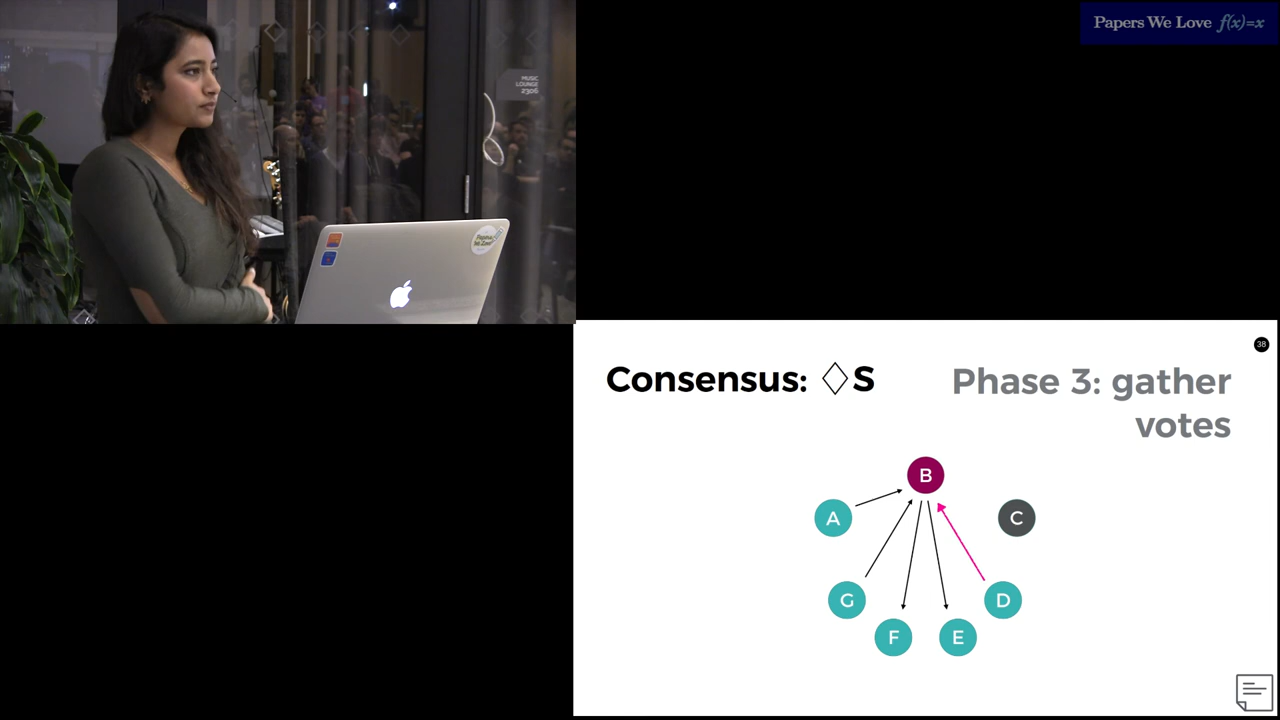 Papers We Love f(x)=x
MUSIC
LOUNGE
2306
38
Consensus: ◇S
Phase 3: gather
votes
B
A
C
G
D
F
E